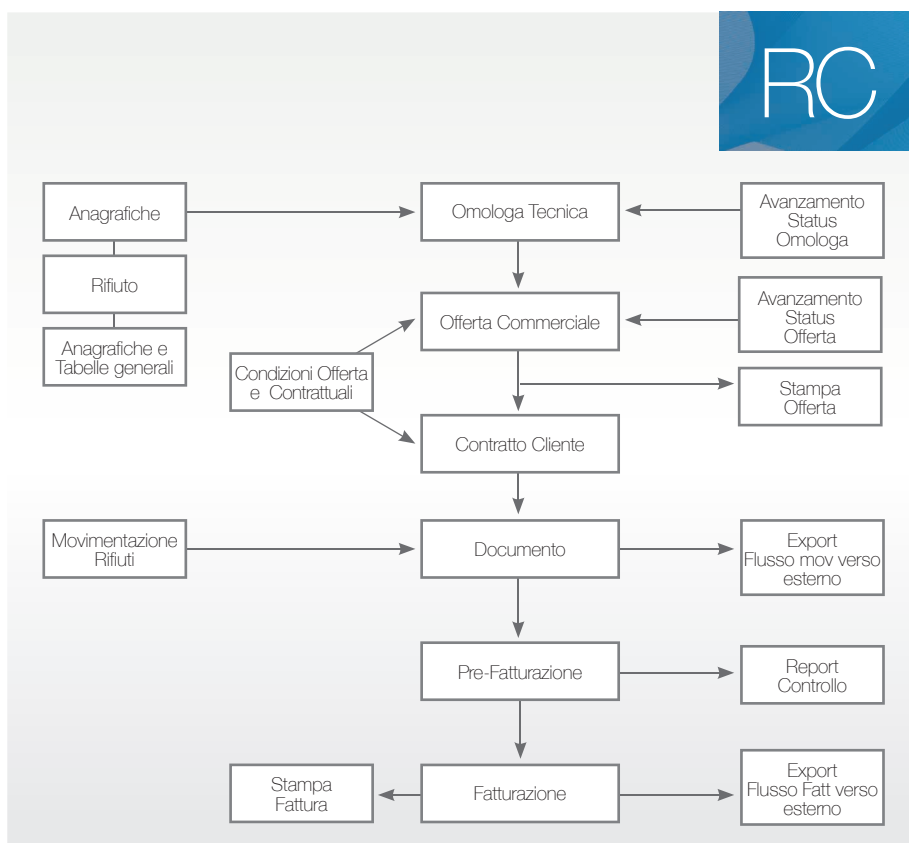 RC
Anagrafiche
Omologa Tecnica
Avanzamento
Status
Omologa
Rifiuto
Offerta Commerciale
Avanzamento
Status
Offerta
Anagrafiche e
Tabelle generali
Condizioni Offerta
e Contrattuali
Stampa
Offerta
Contratto Cliente
Movimentazione
Rifiuti
Documento
Export
Flusso mov verso
esterno
Pre-Fatturazione
Report
Controllo
Stampa
Fattura
Fatturazione
Export
Flusso Fatt verso
esterno